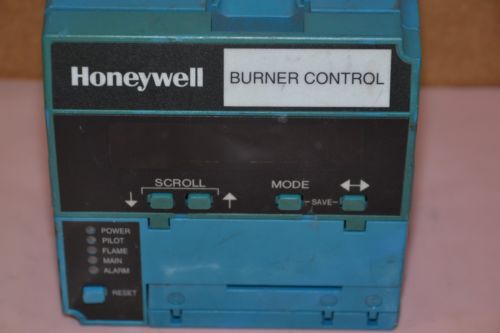 Honeywell
BURNER CONTROL
SCROLL
MODE
SAVE
POWER
PILOT
FLAME
MAIN
ALARM
RESET